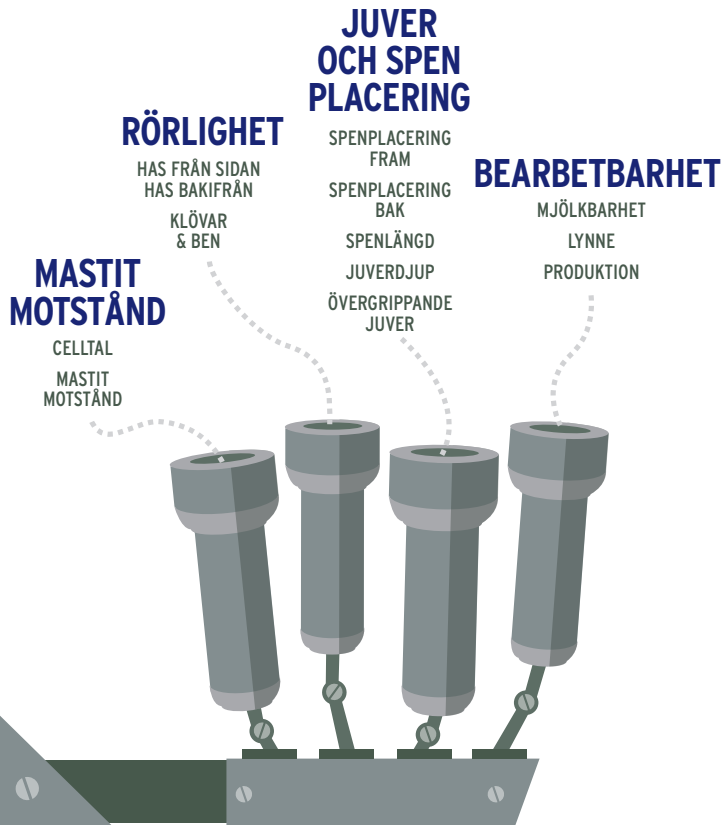 MASTIT
MOTSTÅND
CELLTAL
MASTIT
MOTSTÅND
RÖRLIGHET
HAS FRÅN SIDAN
HAS BAKIFRÅN
KLÖVAR
& BEN
JUVER
OCH SPEN
PLACERING
SPENPLACERING
FRAM
SPENPLACERING
BAK
SPENLÄNGD
JUVERDJUP
ÖVERGRIPPANDE
JUVER
BEARBETBARHET
MJÖLKBARHET
LYNNE
PRODUKTION